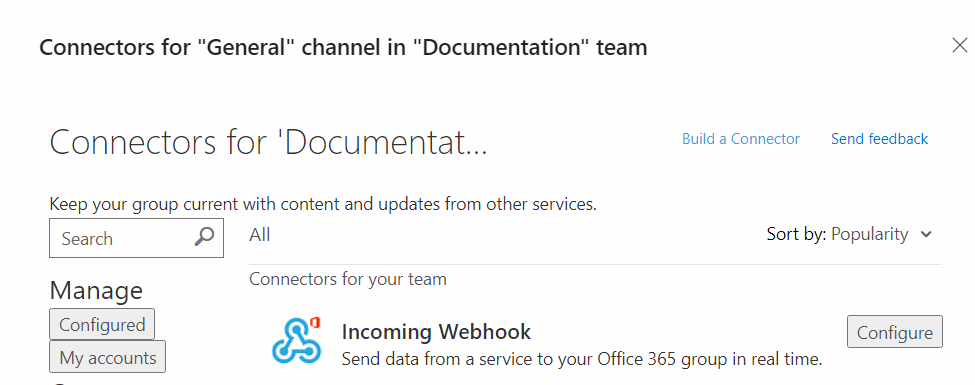 Connectors for "General" channel in "Documentation" team
Connectors for 'Documentat...
Build a Connector
Send feedback
Keep your group current with content and updates from other services.
Search
All
Sort by: Popularity
Connectors for your team
Manage
Configured
My accounts
Incoming Webhook
Configure
Send data from a service to your Office 365 group in real time.